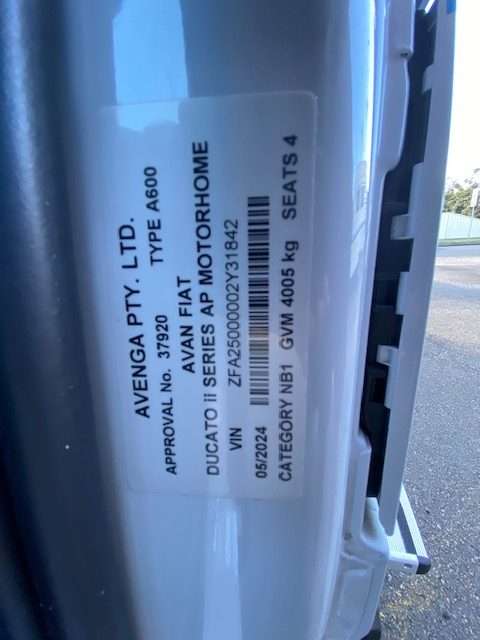 AVENGA PTY. LTD.
APPROVAL No. 37920 TYPE A600
AVAN FIAT
DUCATO ii SERIES AP MOTORHOME
VIN ZFA25000002Y31842
05/2024
CATEGORY NB1 GVM 4005 kg SEATS 4